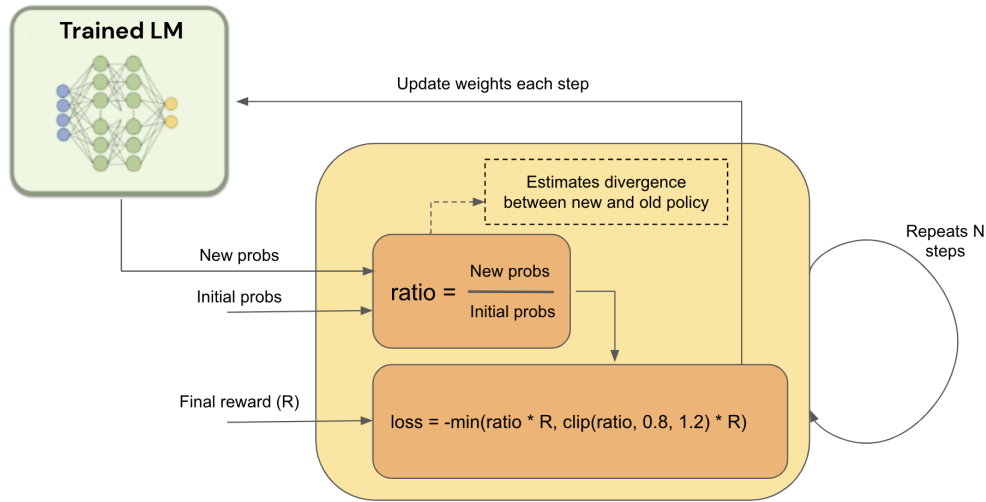 Trained LM
Update weights each step
Estimates divergence
between new and old policy
Repeats N
steps
New probs
Initial probs
ratio =
New probs
Initial probs
Final reward (R)
loss = -min(ratio * R, clip(ratio, 0.8, 1.2) * R)